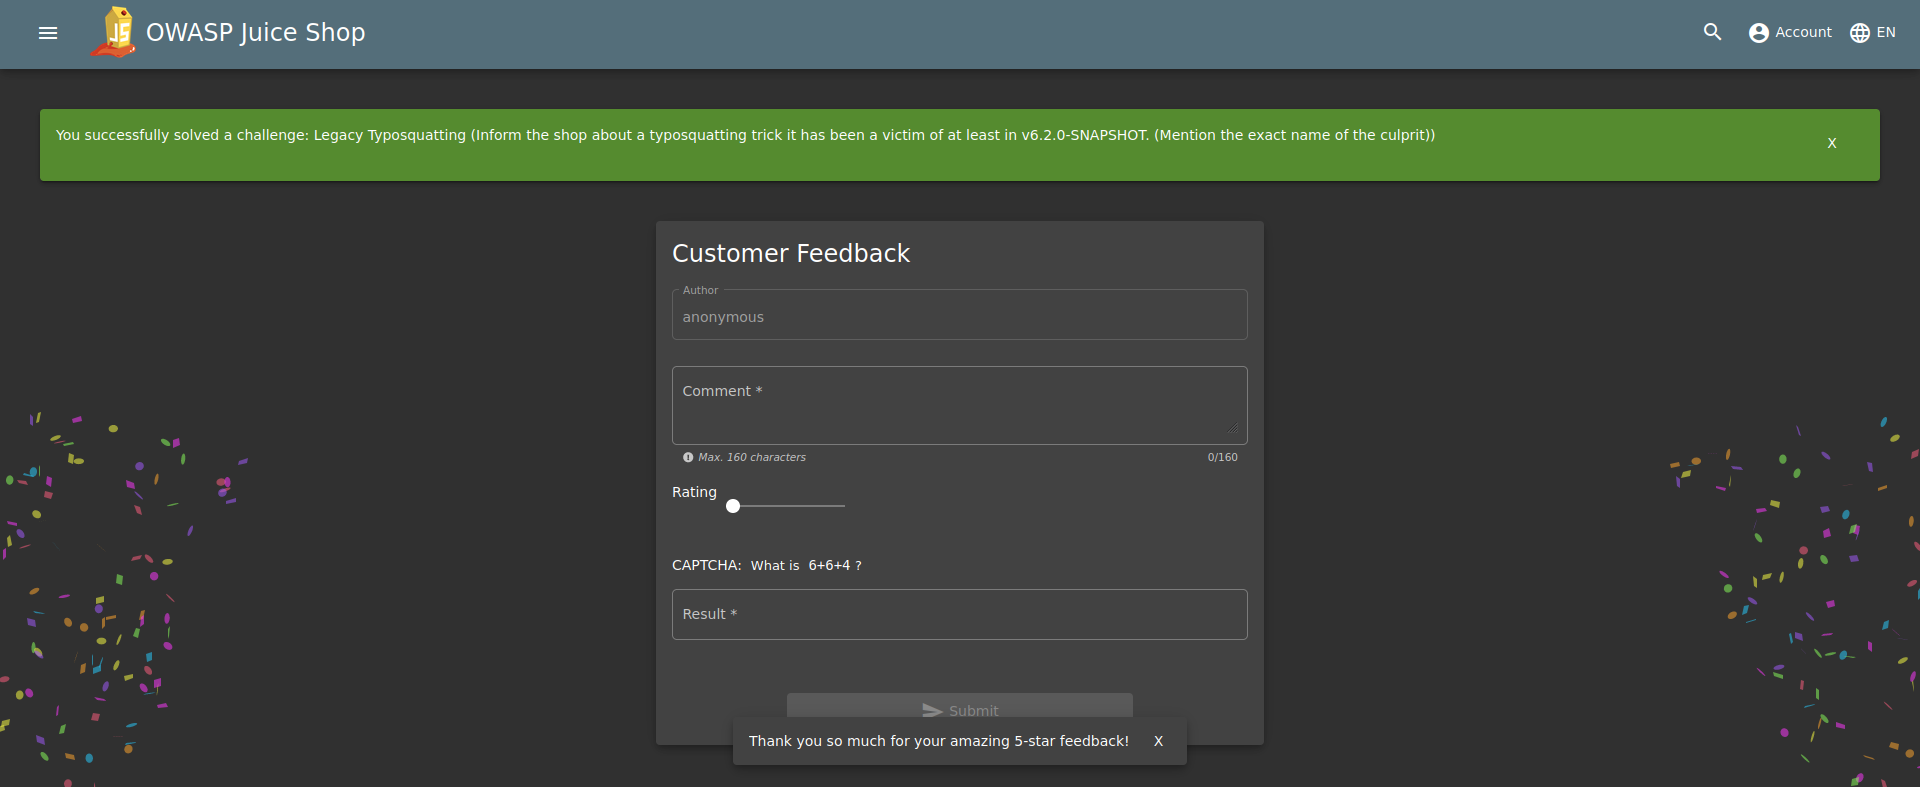 OWASP Juice Shop
Account
EN
You successfully solved a challenge: Legacy Typosquatting (Inform the shop about a typosquatting trick it has been a victim of at least in v6.2.0-SNAPSHOT. (Mention the exact name of the culprit))
X
Customer Feedback
Author
anonymous
Comment *
Max. 160 characters
0/160
Rating
CAPTCHA: What is 6+6+4 ?
Result *
Submit
Thank you so much for your amazing 5-star feedback!
X